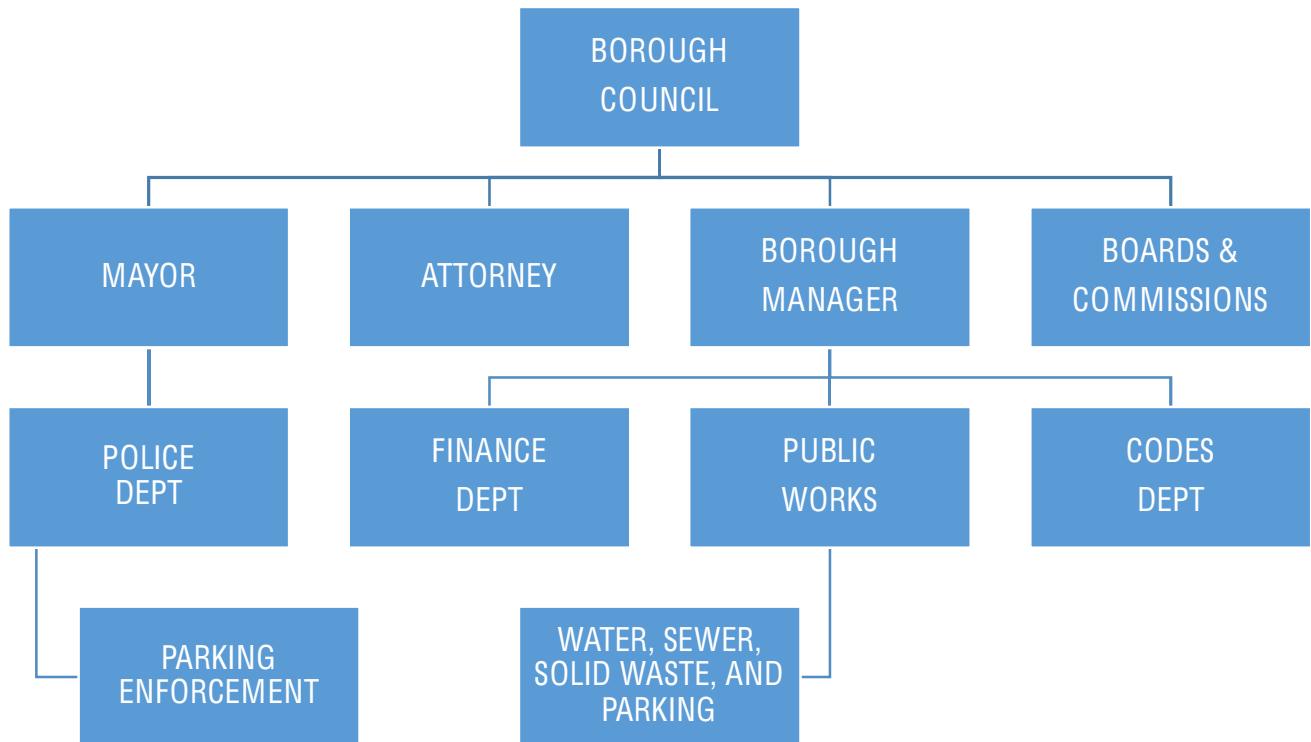 BOROUGH
COUNCIL
MAYOR
ATTORNEY
BOROUGH
MANAGER
BOARDS &
COMMISSIONS
POLICE
DEPT
FINANCE
DEPT
PUBLIC
WORKS
CODES
DEPT
PARKING
ENFORCEMENT
WATER, SEWER,
SOLID WASTE, AND
PARKING